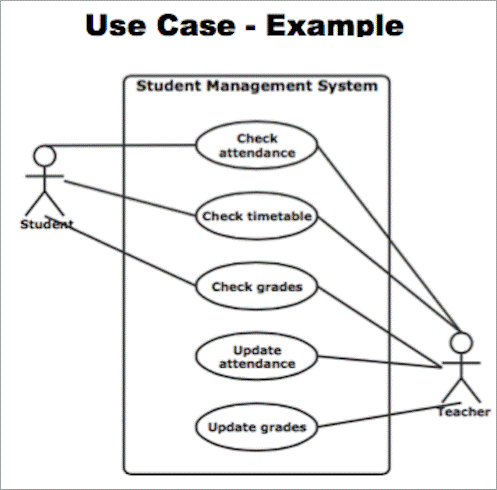 Use Case - Example
Student Management System
Check
attendance
Student
Check timetable
Check grades
Update
attendance
Teacher
Update grades